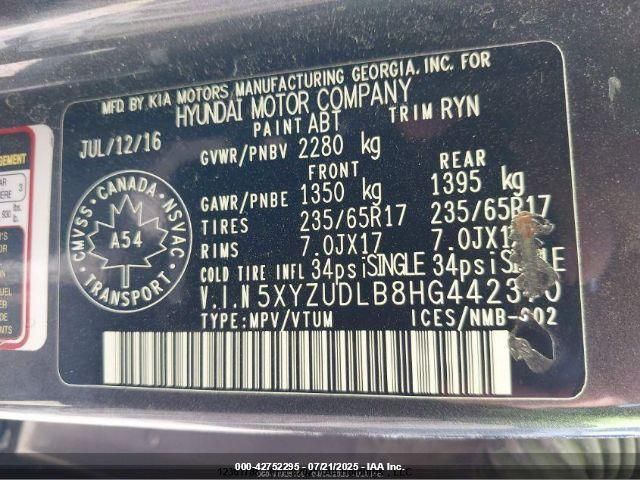 MFD BY KIA MOTORS MANUFACTURING GEORGIA, INC. FOR
HYUNDAI MOTOR COMPANY
JUL/12/16 PAINT ABT TRIM RYN
GVWR/PNBV 2280 kg
FRONT REAR
GAWR/PNBE 1350 kg 1395 kg
TIRES 235/65R17 235/65R17
RIMS 7.0JX17
COLD TIRE INFL 34psi SINGLE 34psi SINGLE
V.I.N
TYPE:MPV/VTUM ICES/NMB-002
CMVSS • CANADA • NSVAC
A54
TRANSPORT
000-42752295 - 07/21/2025 - IAA Inc.